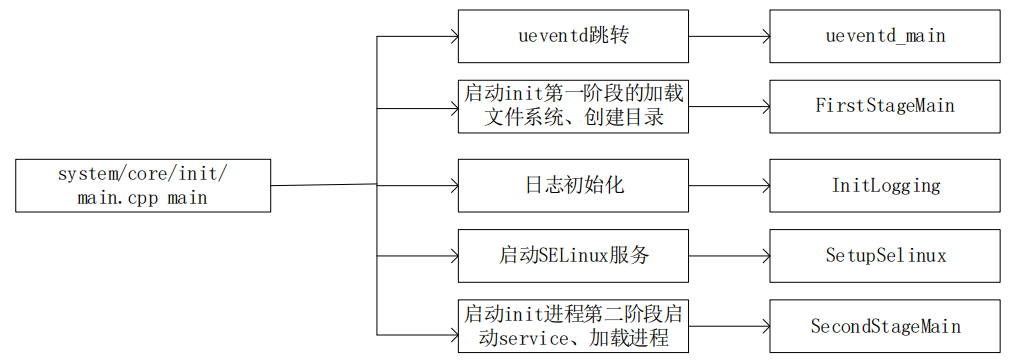 system/core/init/
main.cpp main
ueventd跳转
ueventd_main
启动init第一阶段的加载
文件系统、创建目录
FirstStageMain
日志初始化
InitLogging
启动SELinux服务
SetupSelinux
启动init进程第二阶段启
动service、加载进程
SecondStageMain